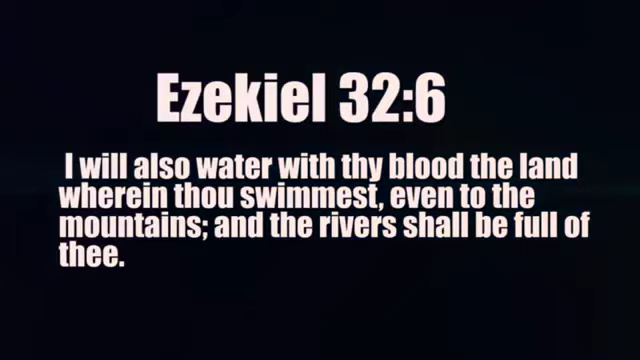 Ezekiel 32:6
I will also water with thy blood the land
wherein thou swimmest, even to the
mountains; and the rivers shall be full of
thee.